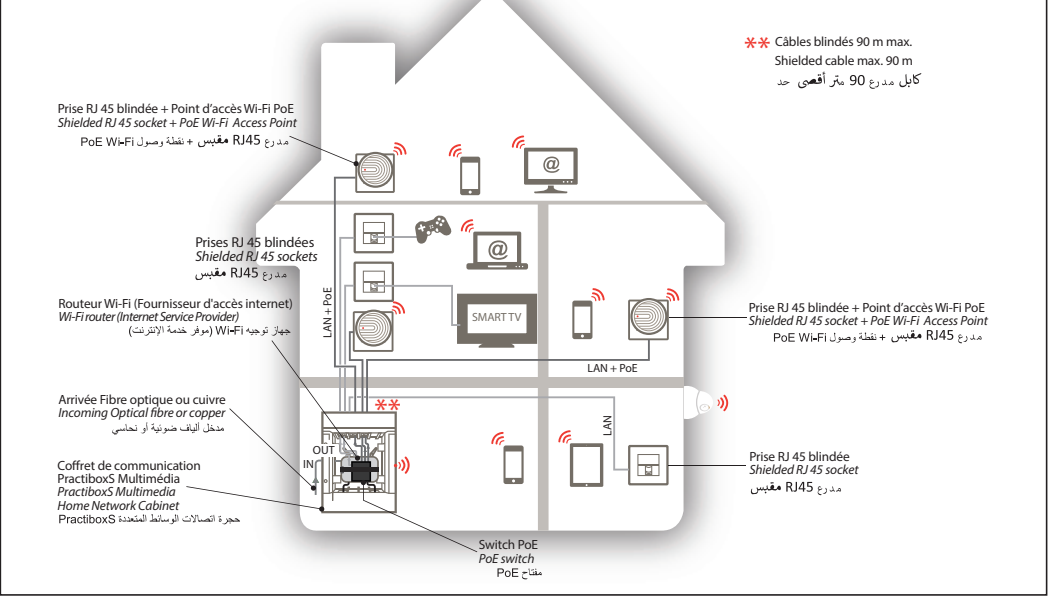 ** Câbles blindés 90 m max.
Shielded cable max. 90 m
كابل مدرع 90 متر أقصى حد
Prise RJ 45 blindée + Point d'accès Wi-Fi PoE
Shielded RJ 45 socket + PoE Wi-Fi Access Point
مدرع RJ45 مقبس + نقطة وصول PoE Wi-Fi
@
Prises RJ 45 blindées
Shielded RJ 45 sockets
مدرع RJ45 مقبس
@
Routeur Wi-Fi (Fournisseur d'accès internet)
Wi-Fi router (Internet Service Provider)
جهاز توجيه Wi-Fi (موفر خدمة الإنترنت)
LAN + PoE
SMART TV
Prise RJ 45 blindée + Point d'accès Wi-Fi PoE
Shielded RJ 45 socket + PoE Wi-Fi Access Point
مدرع RJ45 مقبس + نقطة وصول PoE Wi-Fi
LAN + PoE
Arrivée Fibre optique ou cuivre
Incoming Optical fibre or copper
مدخل ألياف ضوئية أو نحاسي
**
LAN
OUT
IN
Coffret de communication
PractiboxS Multimédia
PractiboxS Multimedia
Home Network Cabinet
حجرة اتصالات الوسائط المتعددة PractiboxS
Prise RJ 45 blindée
Shielded RJ 45 socket
مدرع RJ45 مقبس
Switch PoE
PoE switch
مفتاح PoE